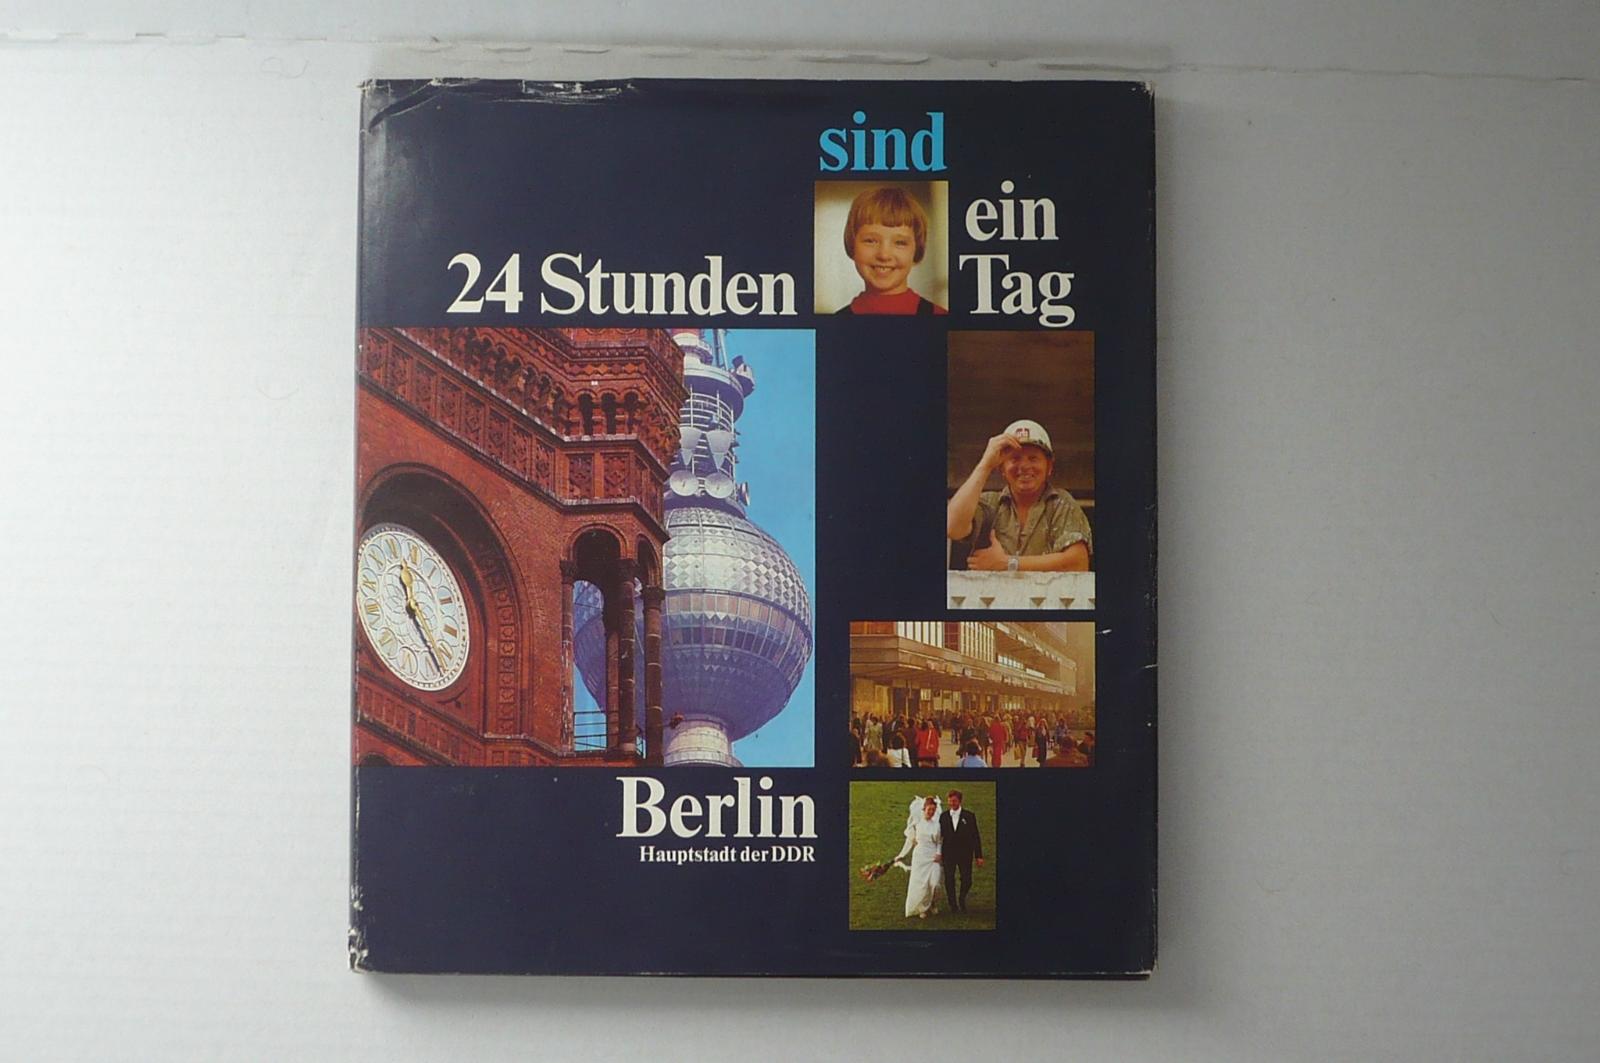 24 Stunden sind ein Tag
Berlin
Hauptstadt der DDR